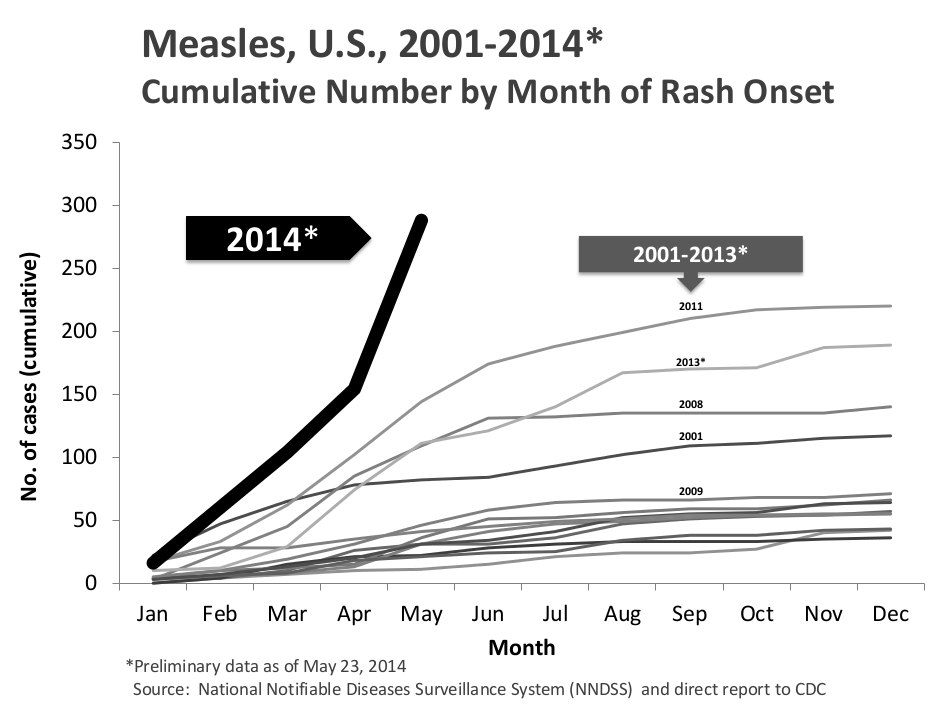 Measles, U.S., 2001-2014*
Cumulative Number by Month of Rash Onset
350
300
250
200
150
100
50
0
No. of cases (cumulative)
2014*
2001-2013*
2011
2013*
2008
2001
2009
Jan Feb Mar Apr May Jun Jul Aug Sep Oct Nov Dec
Month
*Preliminary data as of May 23, 2014
Source: National Notifiable Diseases Surveillance System (NNDSS) and direct report to CDC